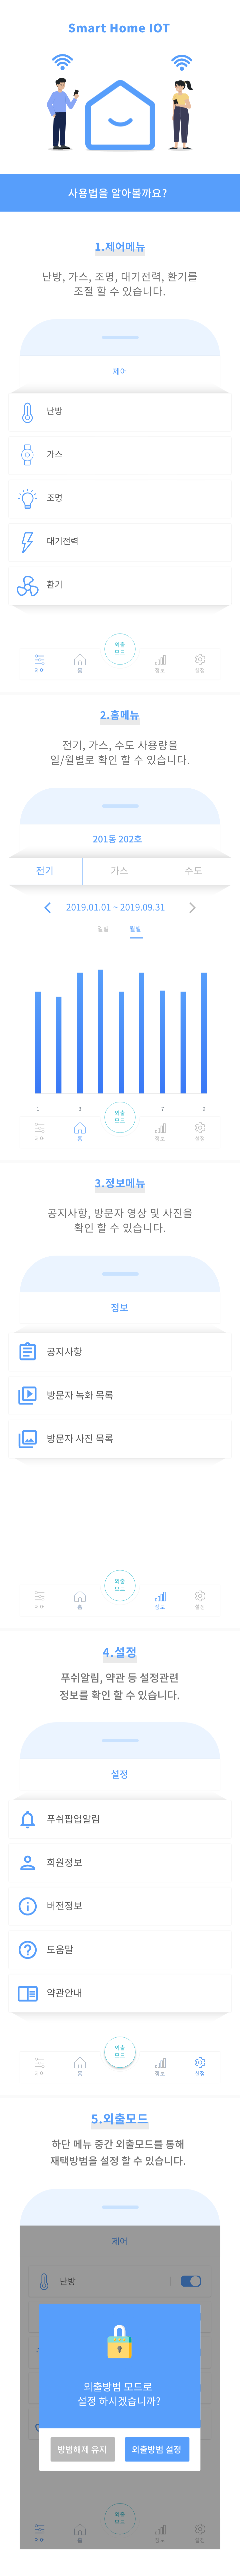 Smart Home IOT
사용법을 알아볼까요?
1.제어메뉴
난방, 가스, 조명, 대기전력, 환기를
조절 할 수 있습니다.
제어
난방
가스
조명
대기전력
환기
제어
홈
외출
모드
정보
설정
2.홈메뉴
전기, 가스, 수도 사용량을
일/월별로 확인 할 수 있습니다.
201동 202호
전기
가스
수도
2019.01.01 ~ 2019.09.31
일별
월별
1
3
7
9
제어
홈
외출
모드
정보
설정
3.정보메뉴
공지사항, 방문자 영상 및 사진을
확인 할 수 있습니다.
정보
공지사항
방문자 녹화 목록
방문자 사진 목록
제어
홈
외출
모드
정보
설정
4.설정
푸쉬알림, 약관 등 설정관련
정보를 확인 할 수 있습니다.
설정
푸쉬팝업알림
회원정보
버전정보
도움말
약관안내
제어
홈
외출
모드
정보
설정
5.외출모드
하단 메뉴 중간 외출모드를 통해
재택방법을 설정 할 수 있습니다.
제어
난방
외출방범 모드로
설정 하시겠습니까?
방범해제 유지
외출방범 설정
제어
홈
외출
모드
정보
설정